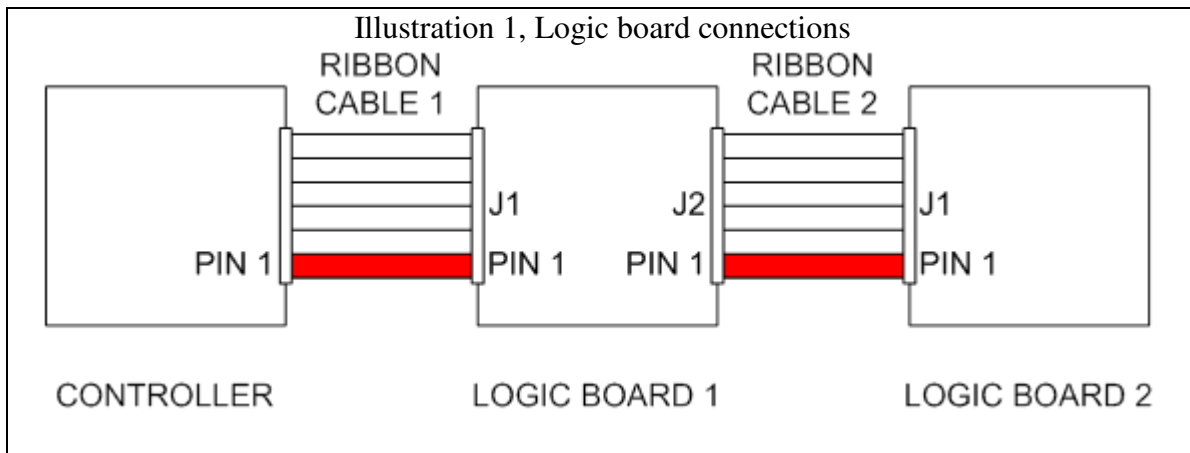 Illustration 1, Logic board connections
RIBBON
CABLE 1
RIBBON
CABLE 2
J1
J2
J1
PIN 1
PIN 1
PIN 1
PIN 1
CONTROLLER
LOGIC BOARD 1
LOGIC BOARD 2